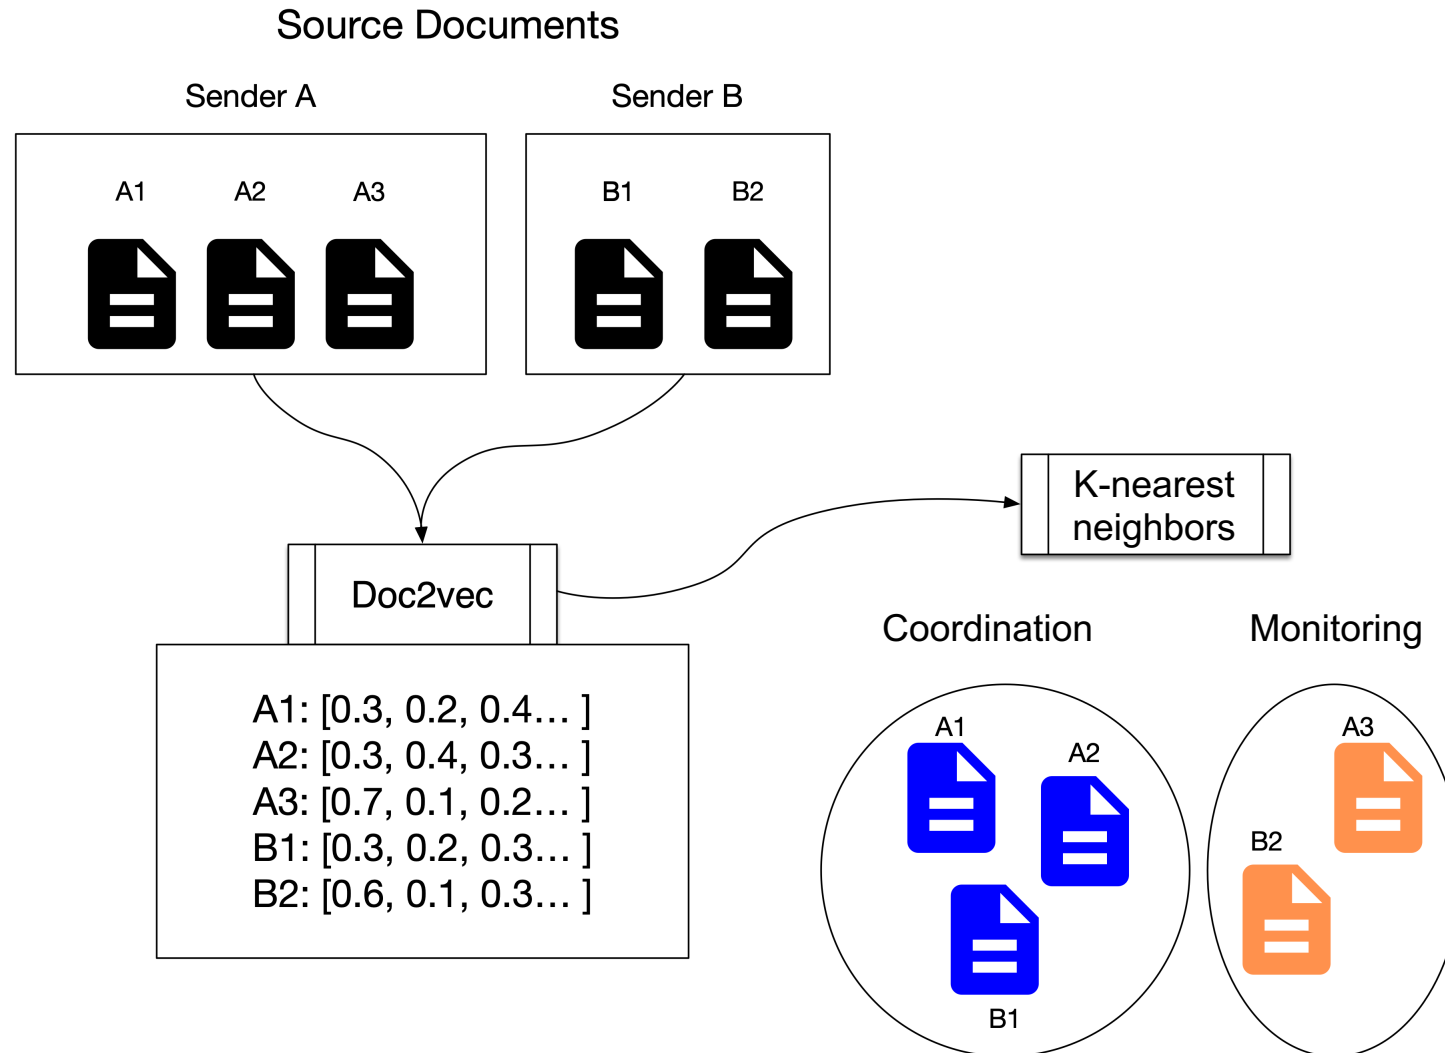 Source Documents
Sender A
Sender B
A1
A2
A3
B1
B2
Doc2vec
A1: [0.3, 0.2, 0.4... ]
A2: [0.3, 0.4, 0.3... ]
A3: [0.7, 0.1, 0.2... ]
B1: [0.3, 0.2, 0.3... ]
B2: [0.6, 0.1, 0.3... ]
K-nearest
neighbors
Coordination
A1
A2
B1
Monitoring
A3
B2